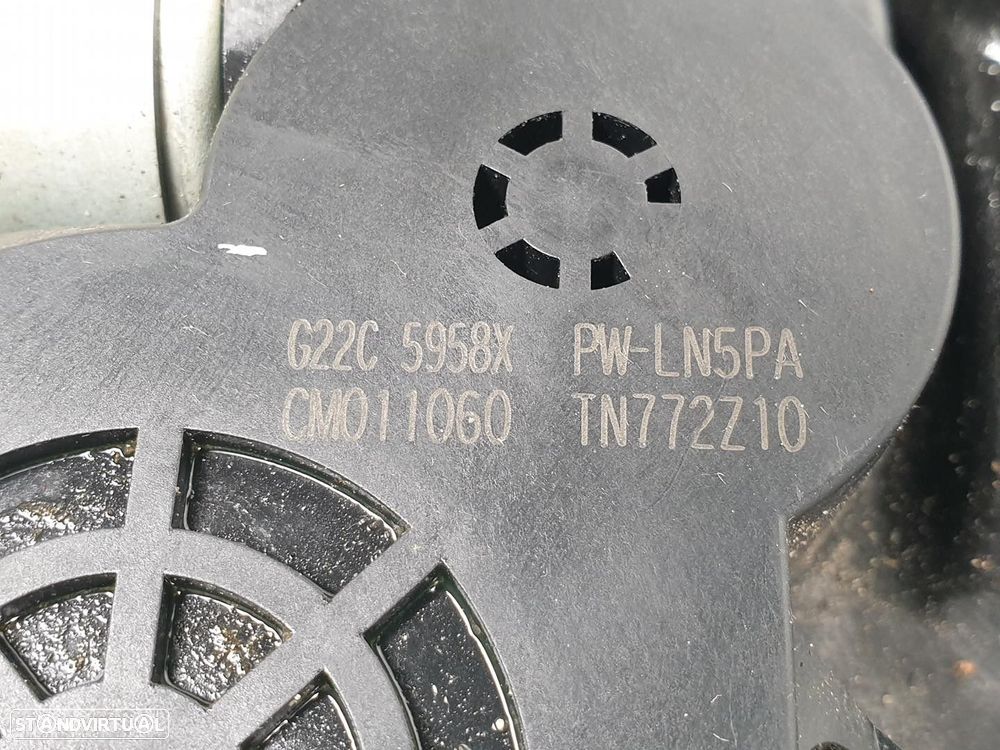 G22C 5958X PW-LN5PA
CM011060 TN772Z10
STANDVIRTUAL